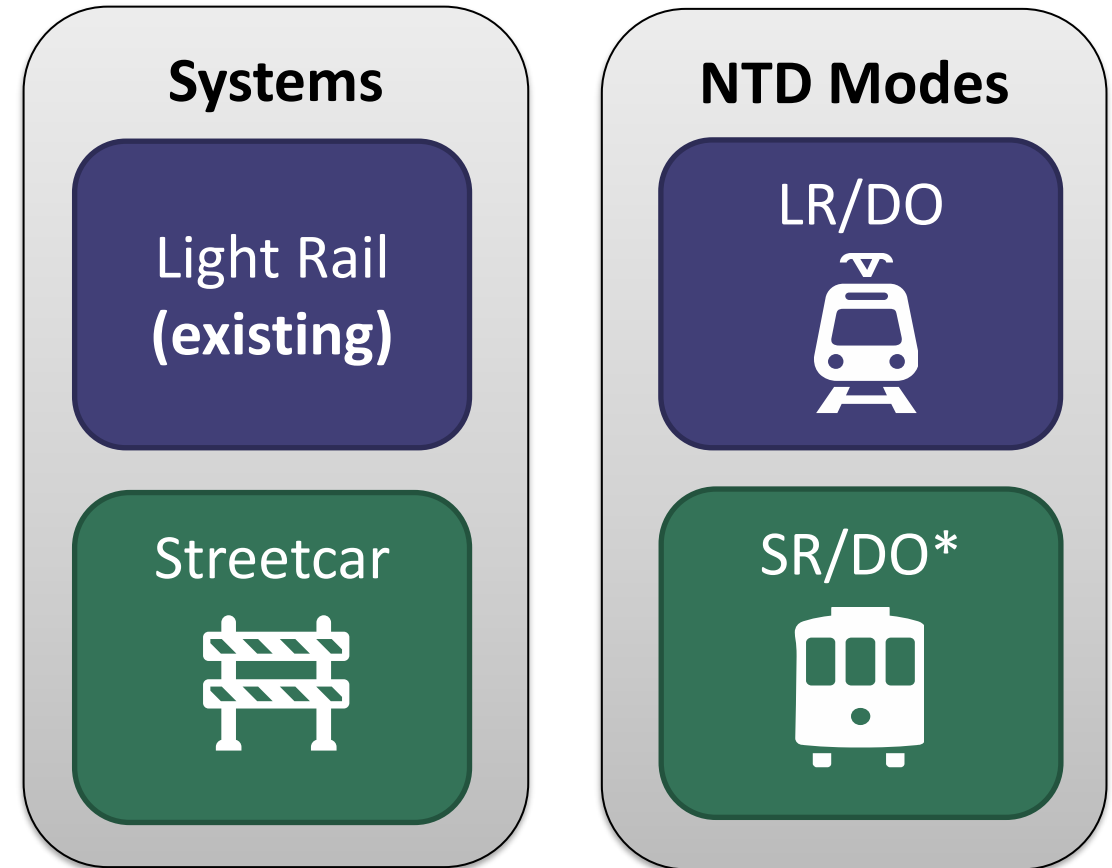 Systems
Light Rail
(existing)
Streetcar
NTD Modes
LR/DO
SR/DO*